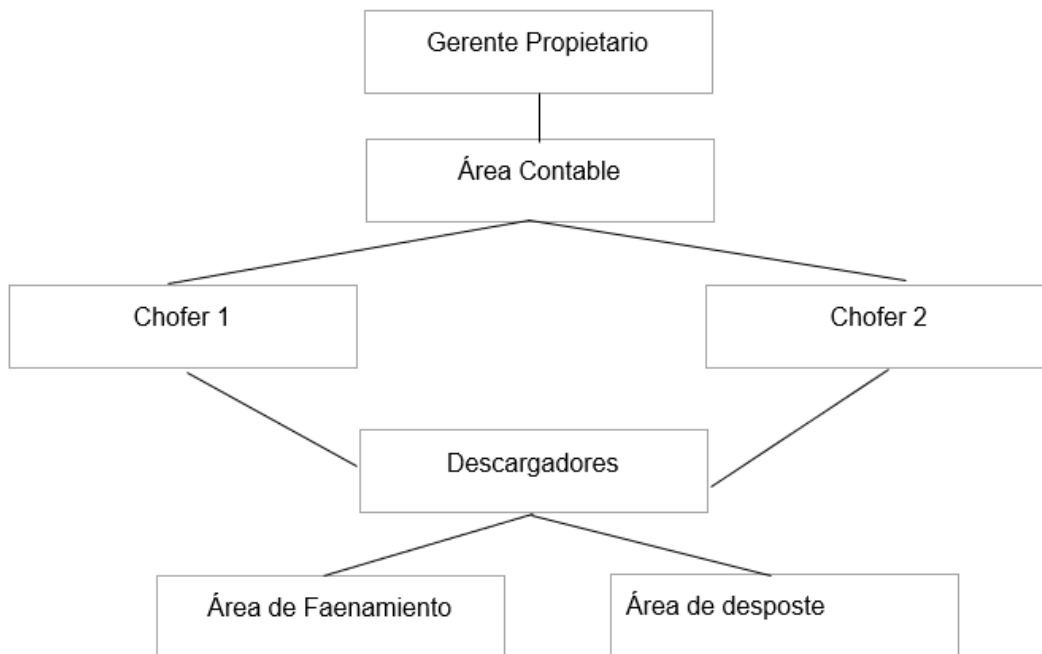 Gerente Propietario
Área Contable
Chofer 1
Chofer 2
Descargadores
Área de Faenamiento
Área de desposte